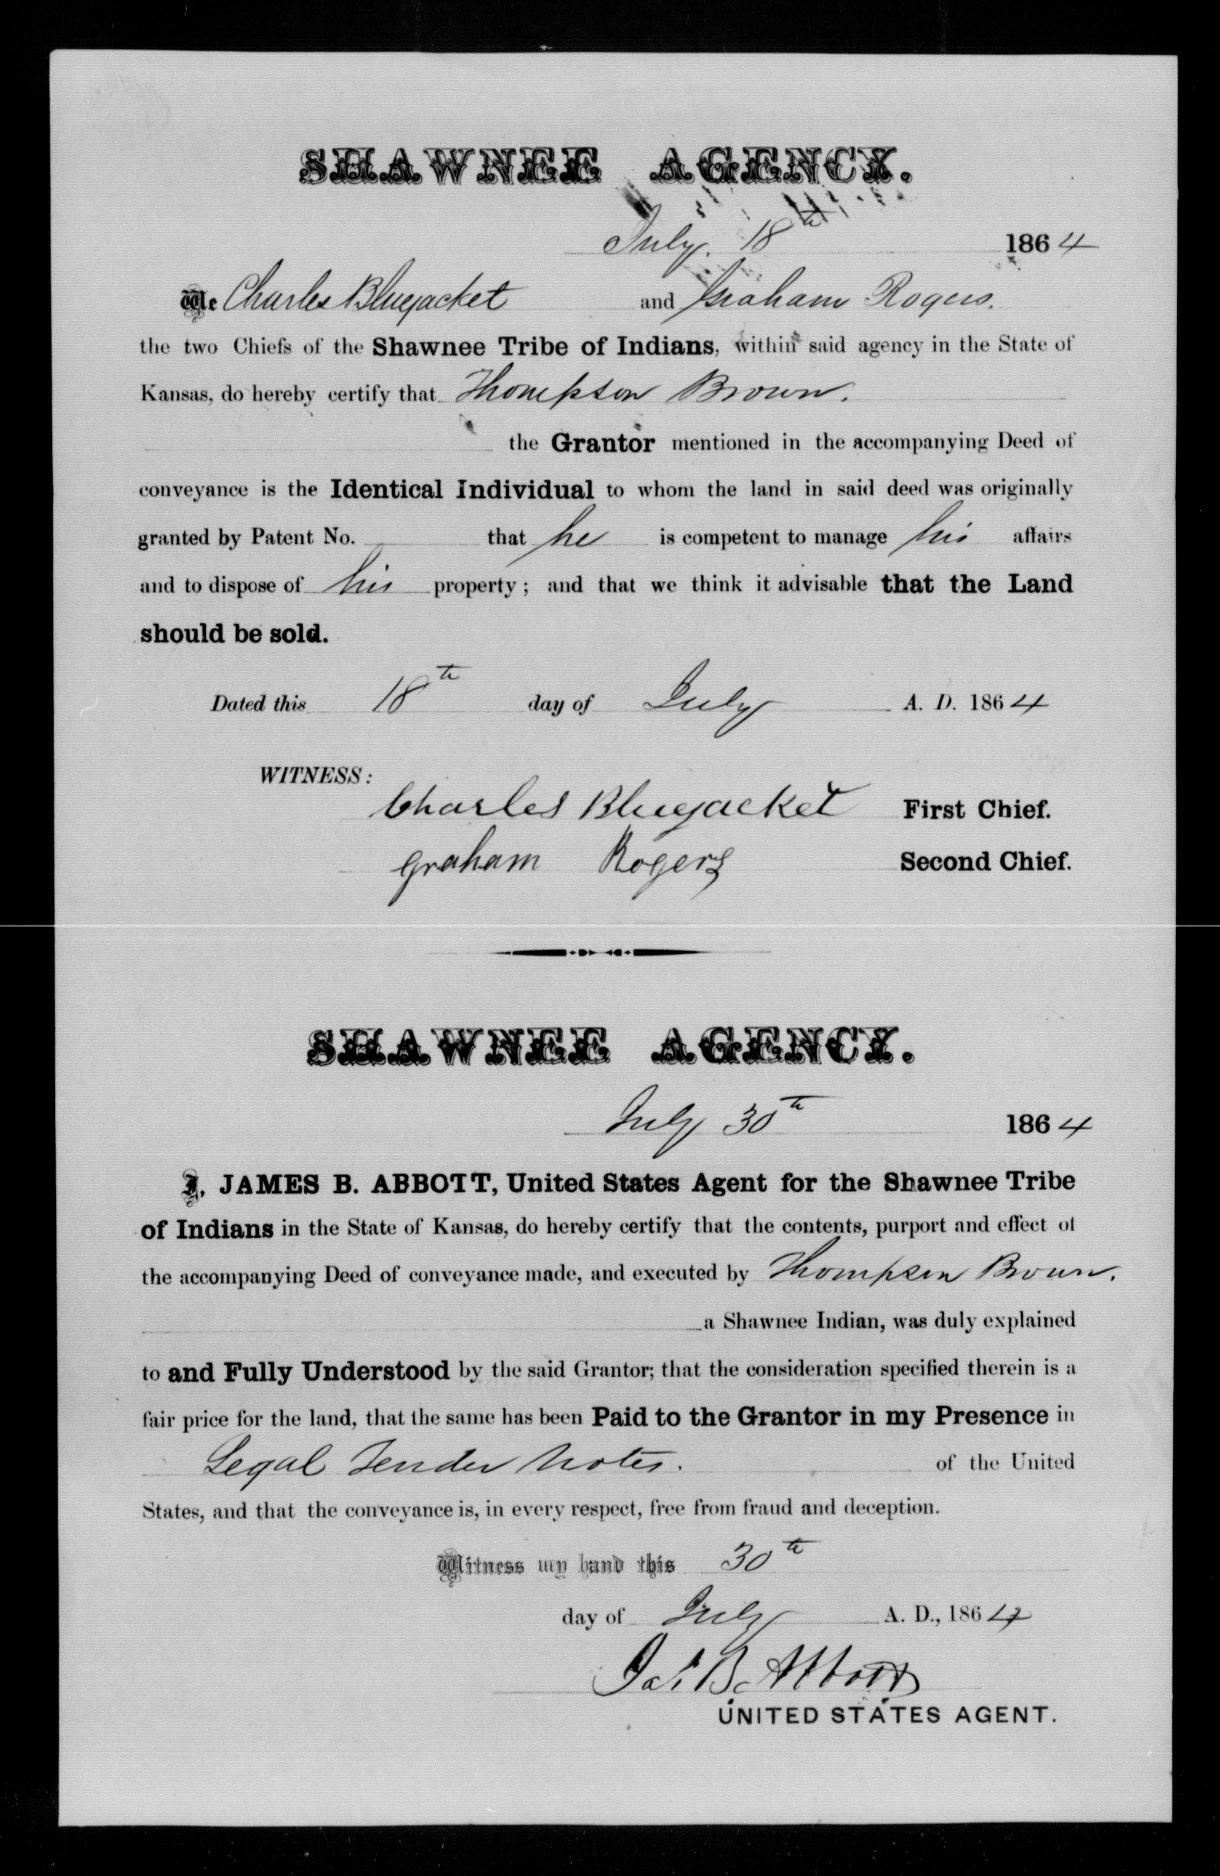 SHAWNEE AGENCY.
July. 18th 1864
We Charles Bluejacket and Graham Rogers.
the two Chiefs of the Shawnee Tribe of Indians, within said agency in the State of
Kansas, do hereby certify that Thompson Brown.
the Grantor mentioned in the accompanying Deed of
conveyance is the Identical Individual to whom the land in said deed was originally
granted by Patent No. that he is competent to manage his affairs
and to dispose of his property; and that we think it advisable that the Land
should be sold.
Dated this 18th day of July A. D. 1864
WITNESS:
Charles Bluejacket First Chief.
Graham Rogers Second Chief.
SHAWNEE AGENCY.
July 30th 1864
I, JAMES B. ABBOTT, United States Agent for the Shawnee Tribe
of Indians in the State of Kansas, do hereby certify that the contents, purport and effect of
the accompanying Deed of conveyance made, and executed by Thompson Brown.
a Shawnee Indian, was duly explained
to and Fully Understood by the said Grantor; that the consideration specified therein is a
fair price for the land, that the same has been Paid to the Grantor in my Presence in
Legal Tender Notes. of the United
States, and that the conveyance is, in every respect, free from fraud and deception.
Witness my hand this 30th
day of July A. D., 1864
Jas. B. Abbott
UNITED STATES AGENT.